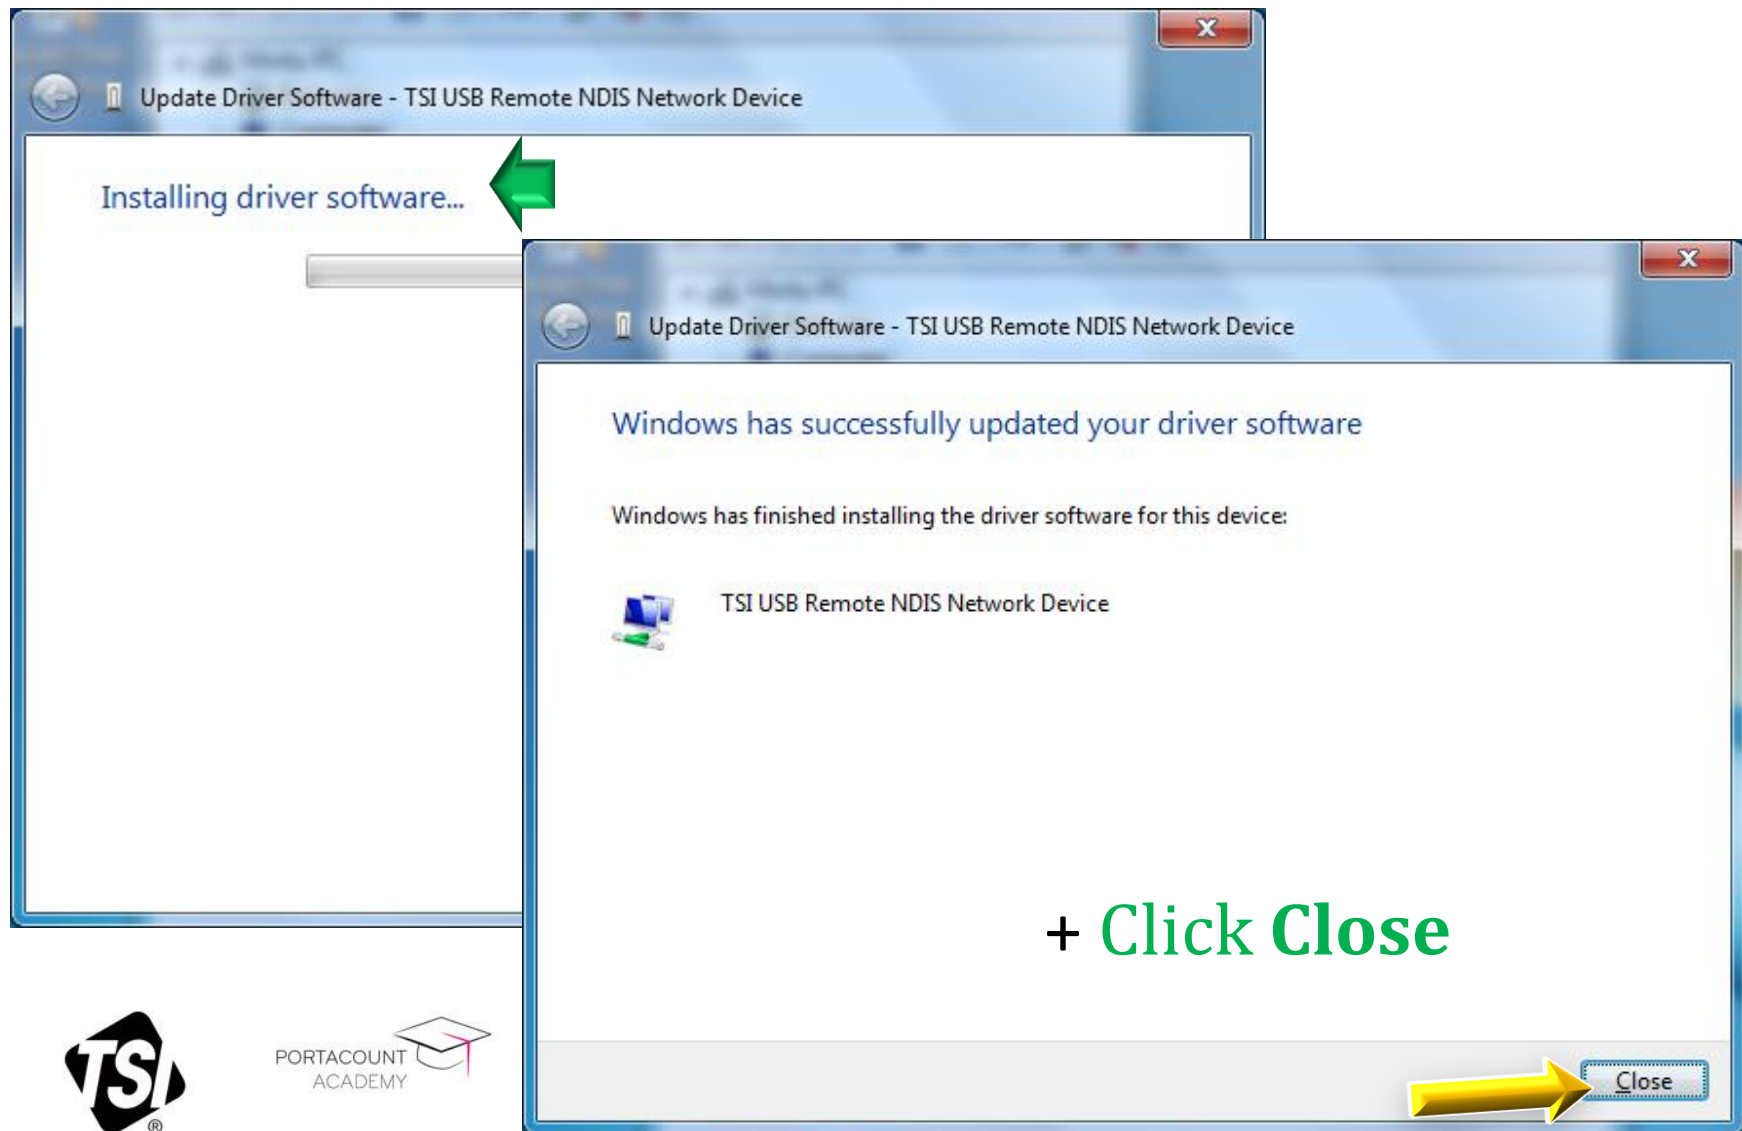 Update Driver Software - TSI USB Remote NDIS Network Device
Installing driver software...
Update Driver Software - TSI USB Remote NDIS Network Device
Windows has successfully updated your driver software
Windows has finished installing the driver software for this device:
TSI USB Remote NDIS Network Device
+ Click Close
Close
TSI
®
PORTACOUNT
ACADEMY